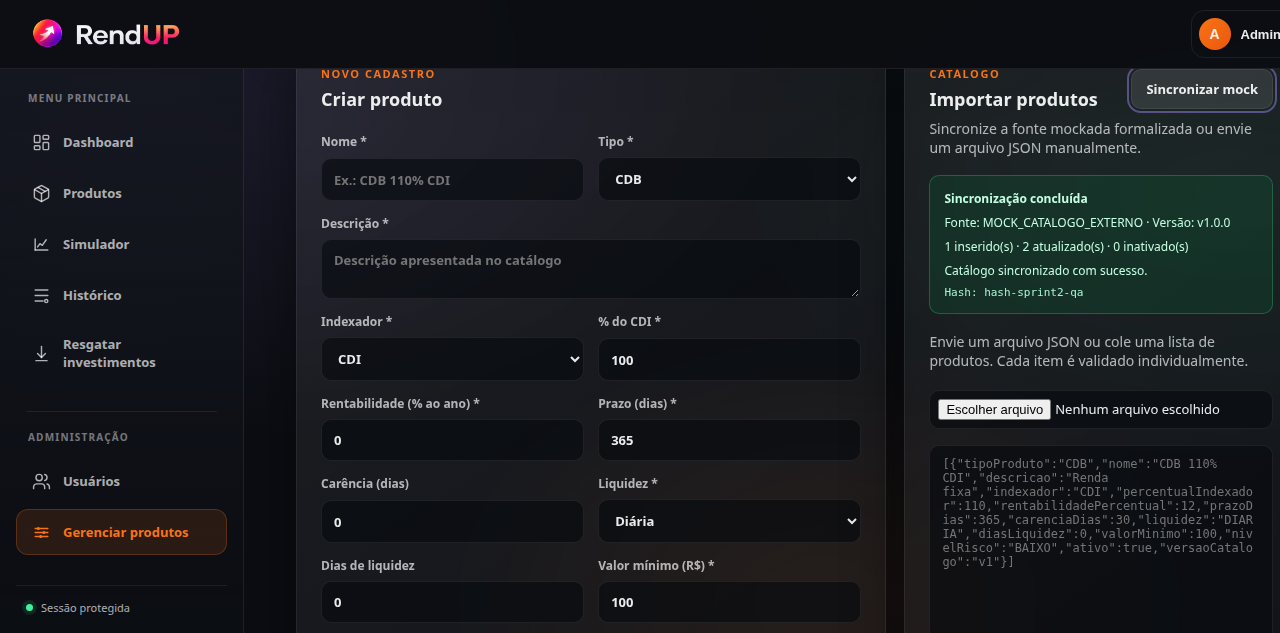 RendUP
A
Admin
MENU PRINCIPAL
Dashboard
Produtos
Simulador
Histórico
Resgatar
investimentos
ADMINISTRAÇÃO
Usuários
Gerenciar produtos
Sessão protegida
NOVO CADASTRO
Criar produto
Nome *
Tipo *
Ex.: CDB 110% CDI
CDB
Descrição *
Descrição apresentada no catálogo
Indexador *
% do CDI *
CDI
100
Rentabilidade (% ao ano) *
Prazo (dias) *
0
365
Carência (dias)
Liquidez *
0
Diária
Dias de liquidez
Valor mínimo (R$) *
0
100
CATÁLOGO
Importar produtos
Sincronizar mock
Sincronize a fonte mockada formalizada ou envie
um arquivo JSON manualmente.
Sincronização concluída
Fonte: MOCK_CATALOGO_EXTERNO · Versão: v1.0.0
1 inserido(s) · 2 atualizado(s) · 0 inativado(s)
Catálogo sincronizado com sucesso.
Hash: hash-sprint2-qa
Envie um arquivo JSON ou cole uma lista de
produtos. Cada item é validado individualmente.
Escolher arquivo Nenhum arquivo escolhido
[{"tipoProduto":"CDB","nome":"CDB 110%
CDI","descricao":"Renda
fixa","indexador":"CDI","percentualIndexado
r":110,"rentabilidadePercentual":12,"prazoD
ias":365,"carenciaDias":30,"liquidez":"DIAR
IA","diasLiquidez":0,"valorMinimo":100,"niv
elRisco":"BAIXO","ativo":true,"versaoCatalo
go":"v1"}]